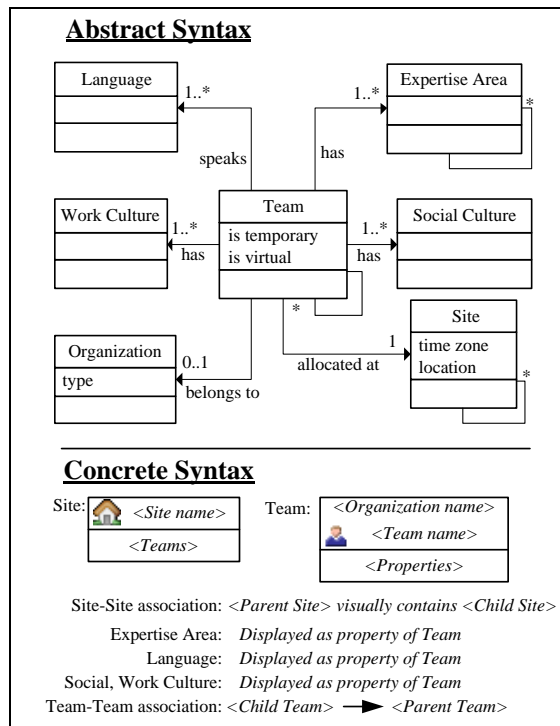 Abstract Syntax
Language
Expertise Area
1..*
1..*
*
speaks
has
Work Culture
Team
Social Culture
1..*
is temporary
is virtual
1..*
has
has
*
Site
Organization
1
time zone
type
0..1
allocated at
location
*
belongs to
Concrete Syntax
Site:
<Site name>
<Teams>
Team:
<Organization name>
<Team name>
<Properties>
Site-Site association: <Parent Site> visually contains <Child Site>
Expertise Area: Displayed as property of Team
Language: Displayed as property of Team
Social, Work Culture: Displayed as property of Team
Team-Team association: <Child Team> <Parent Team>